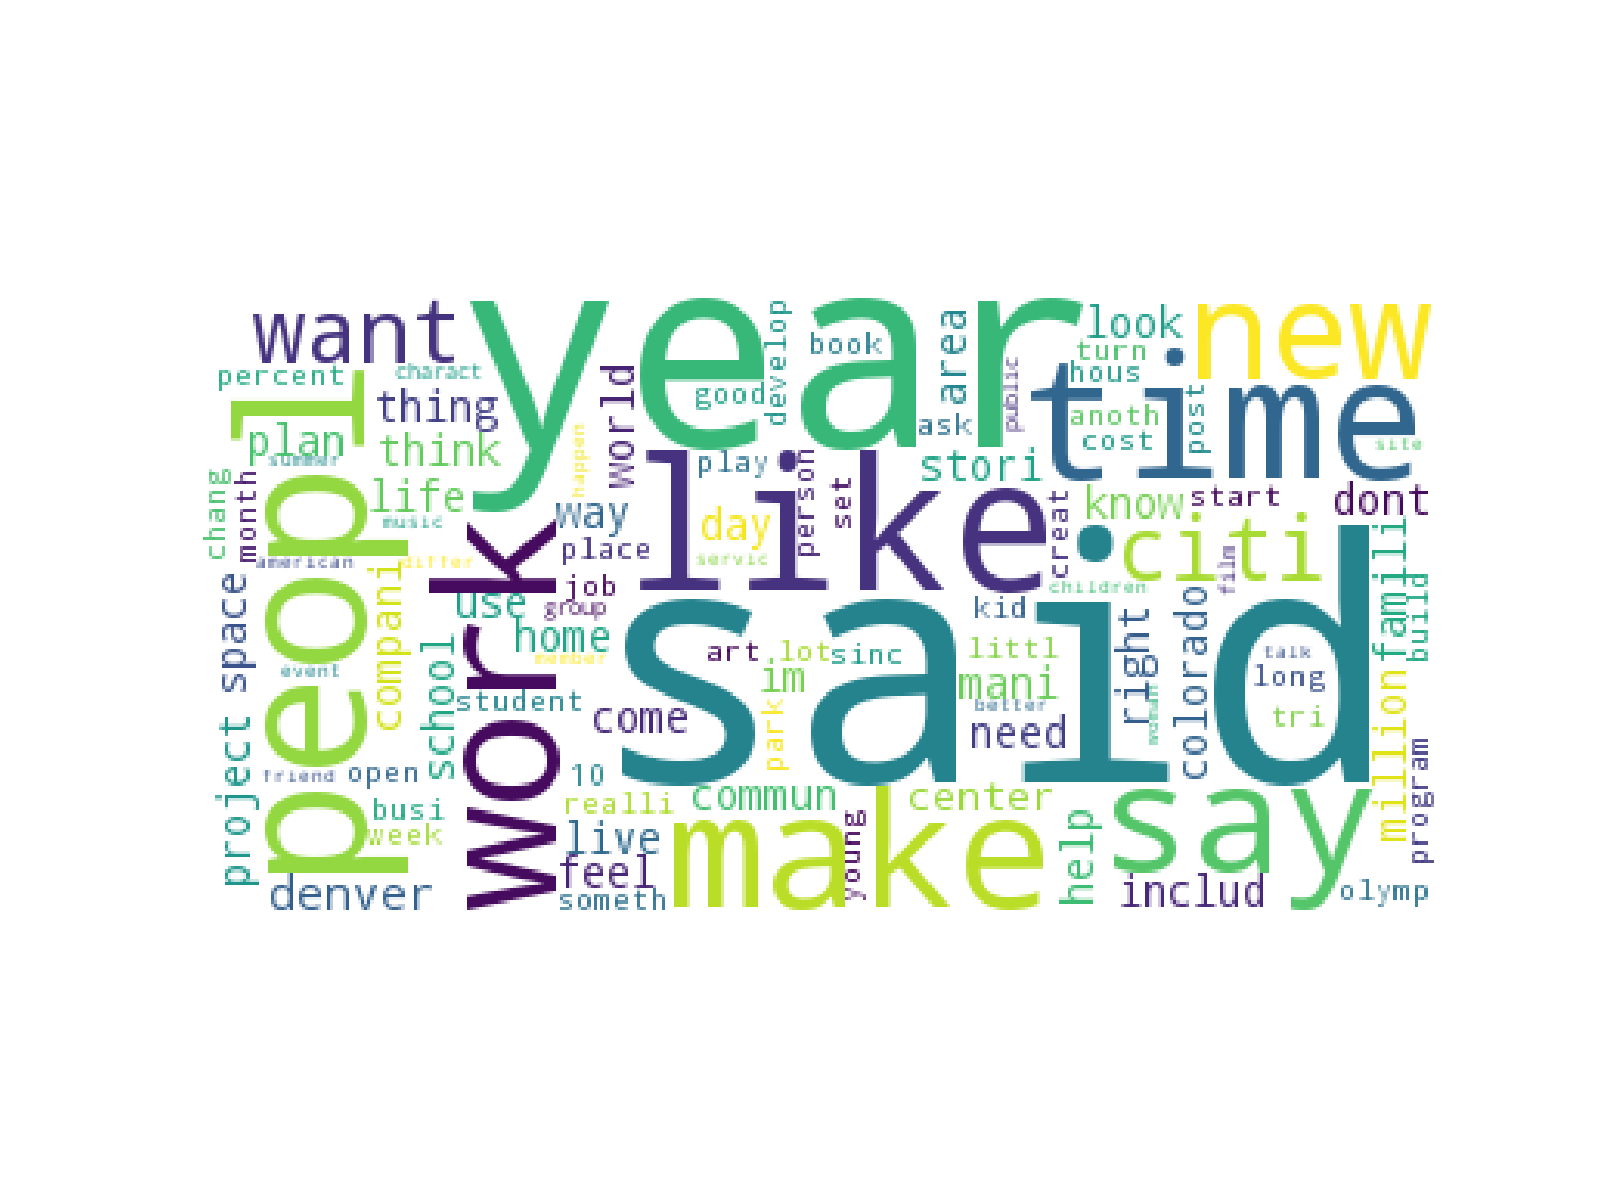 want
year
new
look
develop
book
area
turn
time
percent
charact
thing
world
good
public
hous
post
anoth
cost
site
ask
peopl
plan
think
summer
happen
play
like
person
set
stori
know
start
dont
chang
month
life
music
way
day
servic
place
creat
citi
film
famili
american
differ
compani
work
job
use
group
home
member
children
kid
said
build
project
space
school
event
student
come
art
lot
sinc
im
park
littl
mani
better
need
right
woman
colorado
talk
long
tri
million
program
friend
open
10
busi
week
realli
live
feel
someth
denver
commun
make
young
center
help
say
includ
olymp